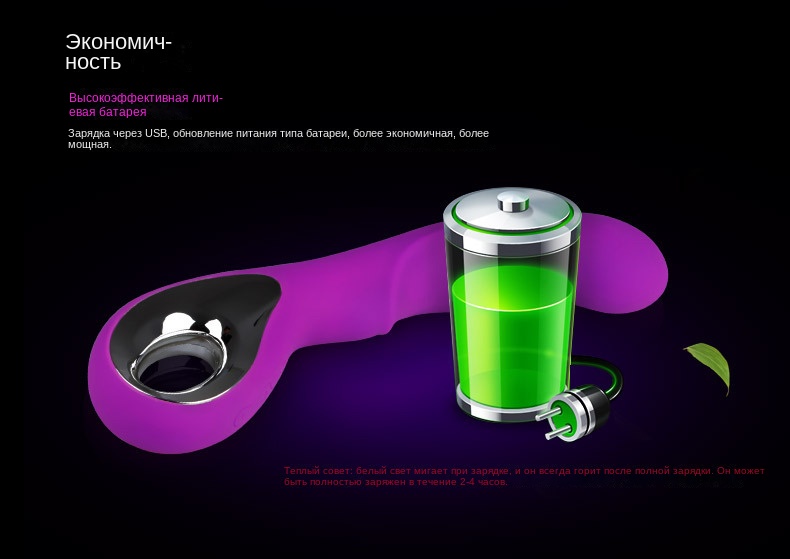 Экономич-
ность
Высокоэффективная лити-
евая батарея
Зарядка через USB, обновление питания типа батареи, более экономичная, более
мощная.
Теплый совет: белый свет мигает при зарядке, и он всегда горит после полной зарядки. Он может
быть полностью заряжен в течение 2-4 часов.